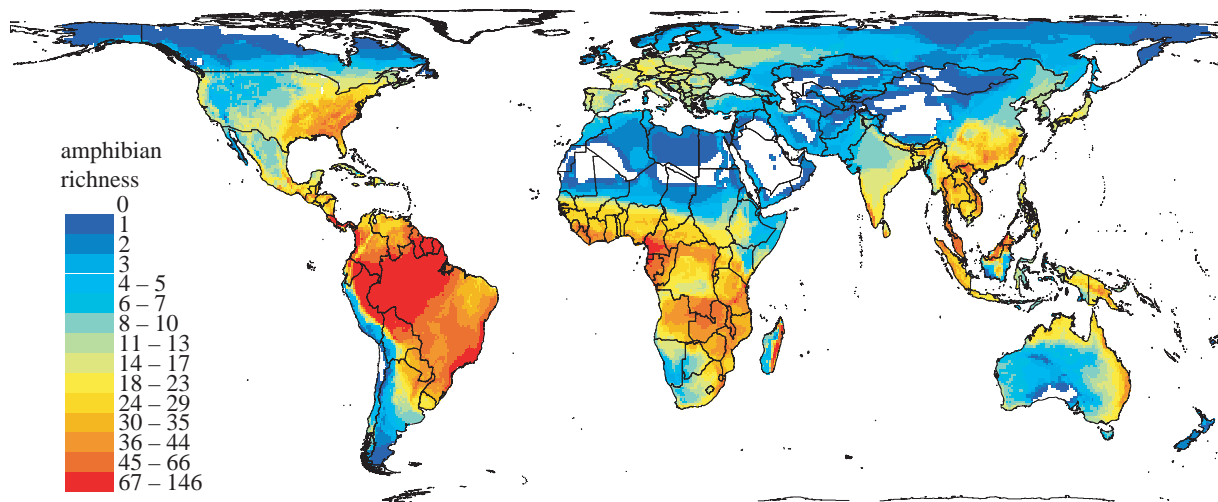 amphibian
richness
0
1
2
3
4 – 5
6 – 7
8 – 10
11 – 13
14 – 17
18 – 23
24 – 29
30 – 35
36 – 44
45 – 66
67 – 146